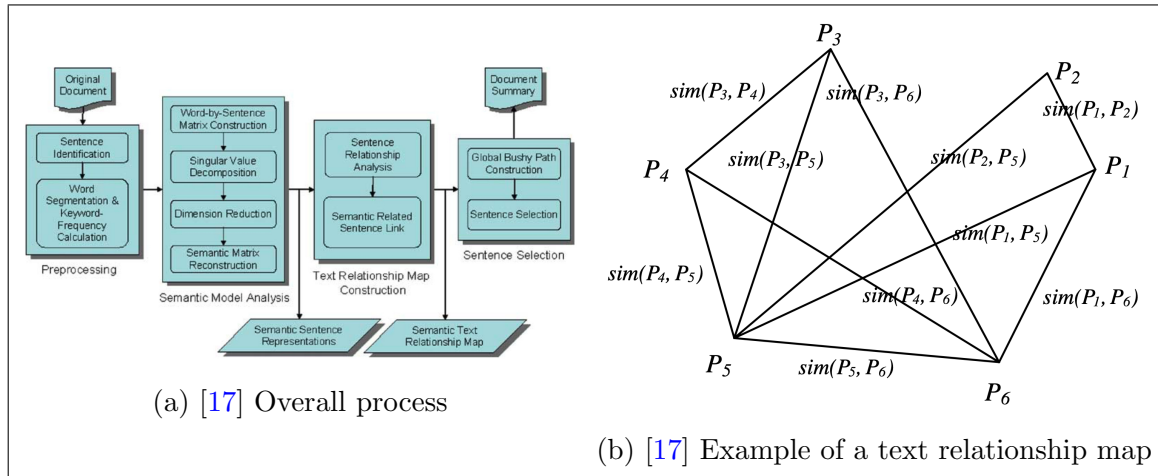 Original
Document
Sentence
Identification
Word
Segmentation &
Keyword-
Frequency
Calculation
Preprocessing
Word-by-Sentence
Matrix Construction
Singular Value
Decomposition
Dimension Reduction
Semantic Matrix
Reconstruction
Semantic Model Analysis
Sentence
Relationship
Analysis
Semantic Related
Sentence Link
Text Relationship Map
Construction
Document
Summary
Global Bushy Path
Construction
Sentence Selection
Sentence Selection
Semantic Sentence
Representations
Semantic Text
Relationship Map
(a) [17] Overall process
P3
P2
sim(P3, P4)
sim(P3, P6)
sim(P1, P2)
P4
sim(P3, P5)
sim(P2, P5)
P1
sim(P1, P5)
sim(P4, P5)
sim(P4, P6)
sim(P1, P6)
P5
sim(P5, P6)
P6
(b) [17] Example of a text relationship map